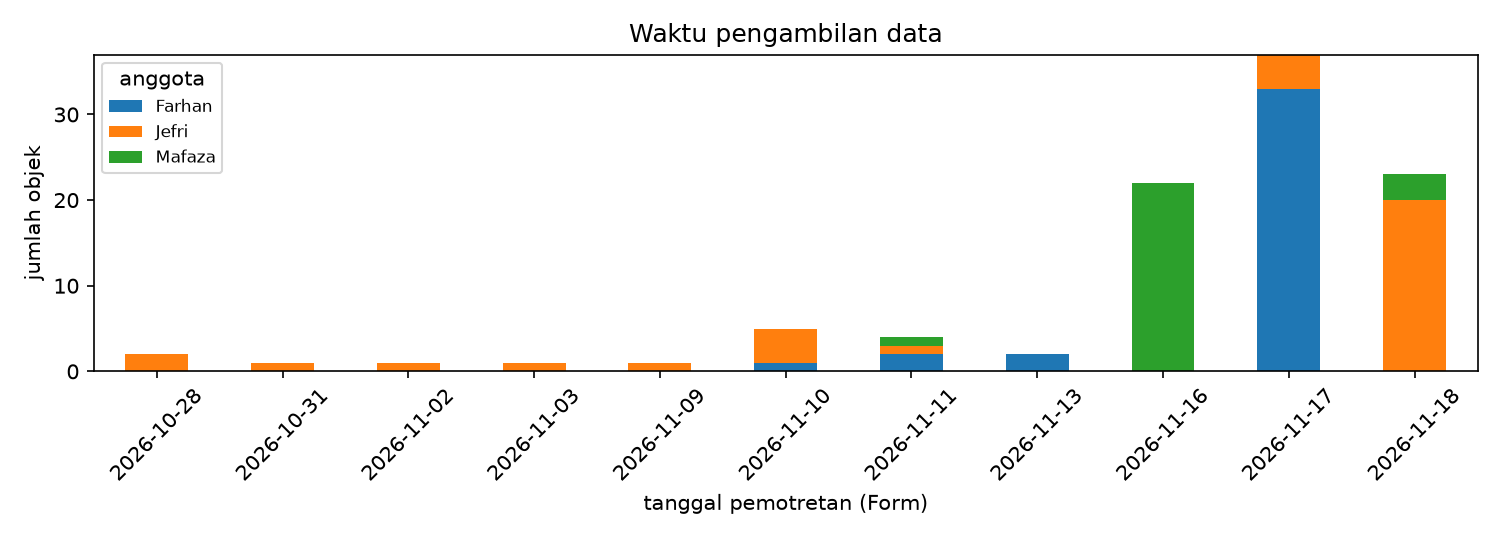 Waktu pengambilan data
anggota
Farhan
Jefri
Mafaza
jumlah objek
30
20
10
0
2026-10-28
2026-10-31
2026-11-02
2026-11-03
2026-11-09
2026-11-10
2026-11-11
2026-11-13
2026-11-16
2026-11-17
2026-11-18
tanggal pemotretan (Form)